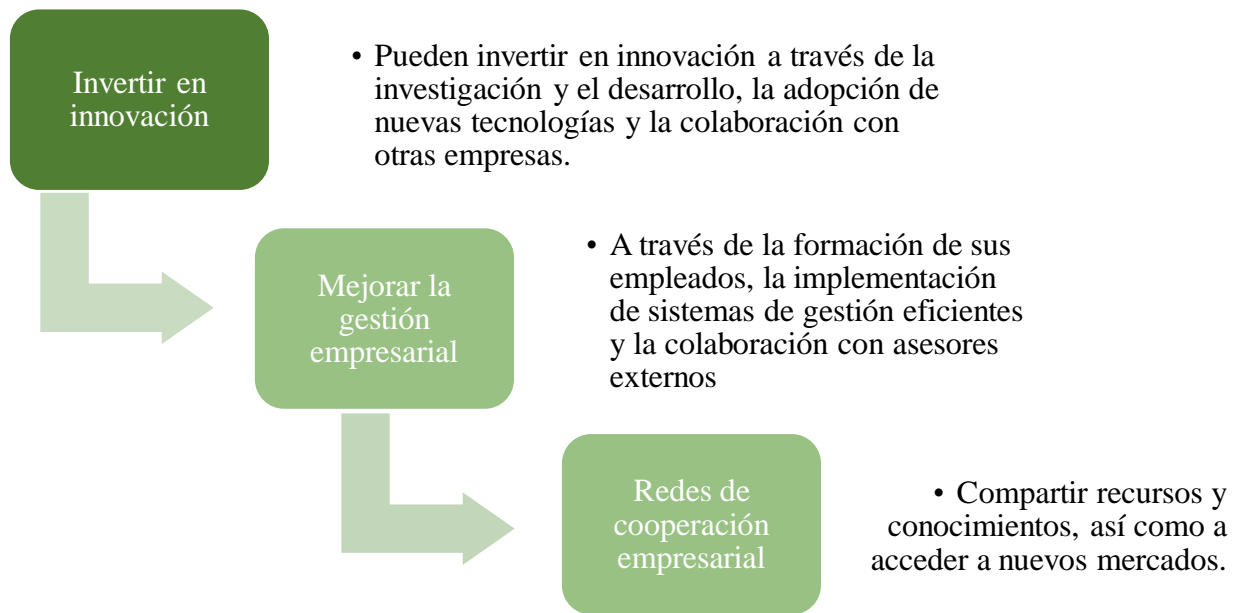 Invertir en
innovación
• Pueden invertir en innovación a través de la
investigación y el desarrollo, la adopción de
nuevas tecnologías y la colaboración con
otras empresas.
Mejorar la
gestión
empresarial
• A través de la formación de sus
empleados, la implementación
de sistemas de gestión eficientes
y la colaboración con asesores
externos
Redes de
cooperación
empresarial
• Compartir recursos y
conocimientos, así como a
acceder a nuevos mercados.